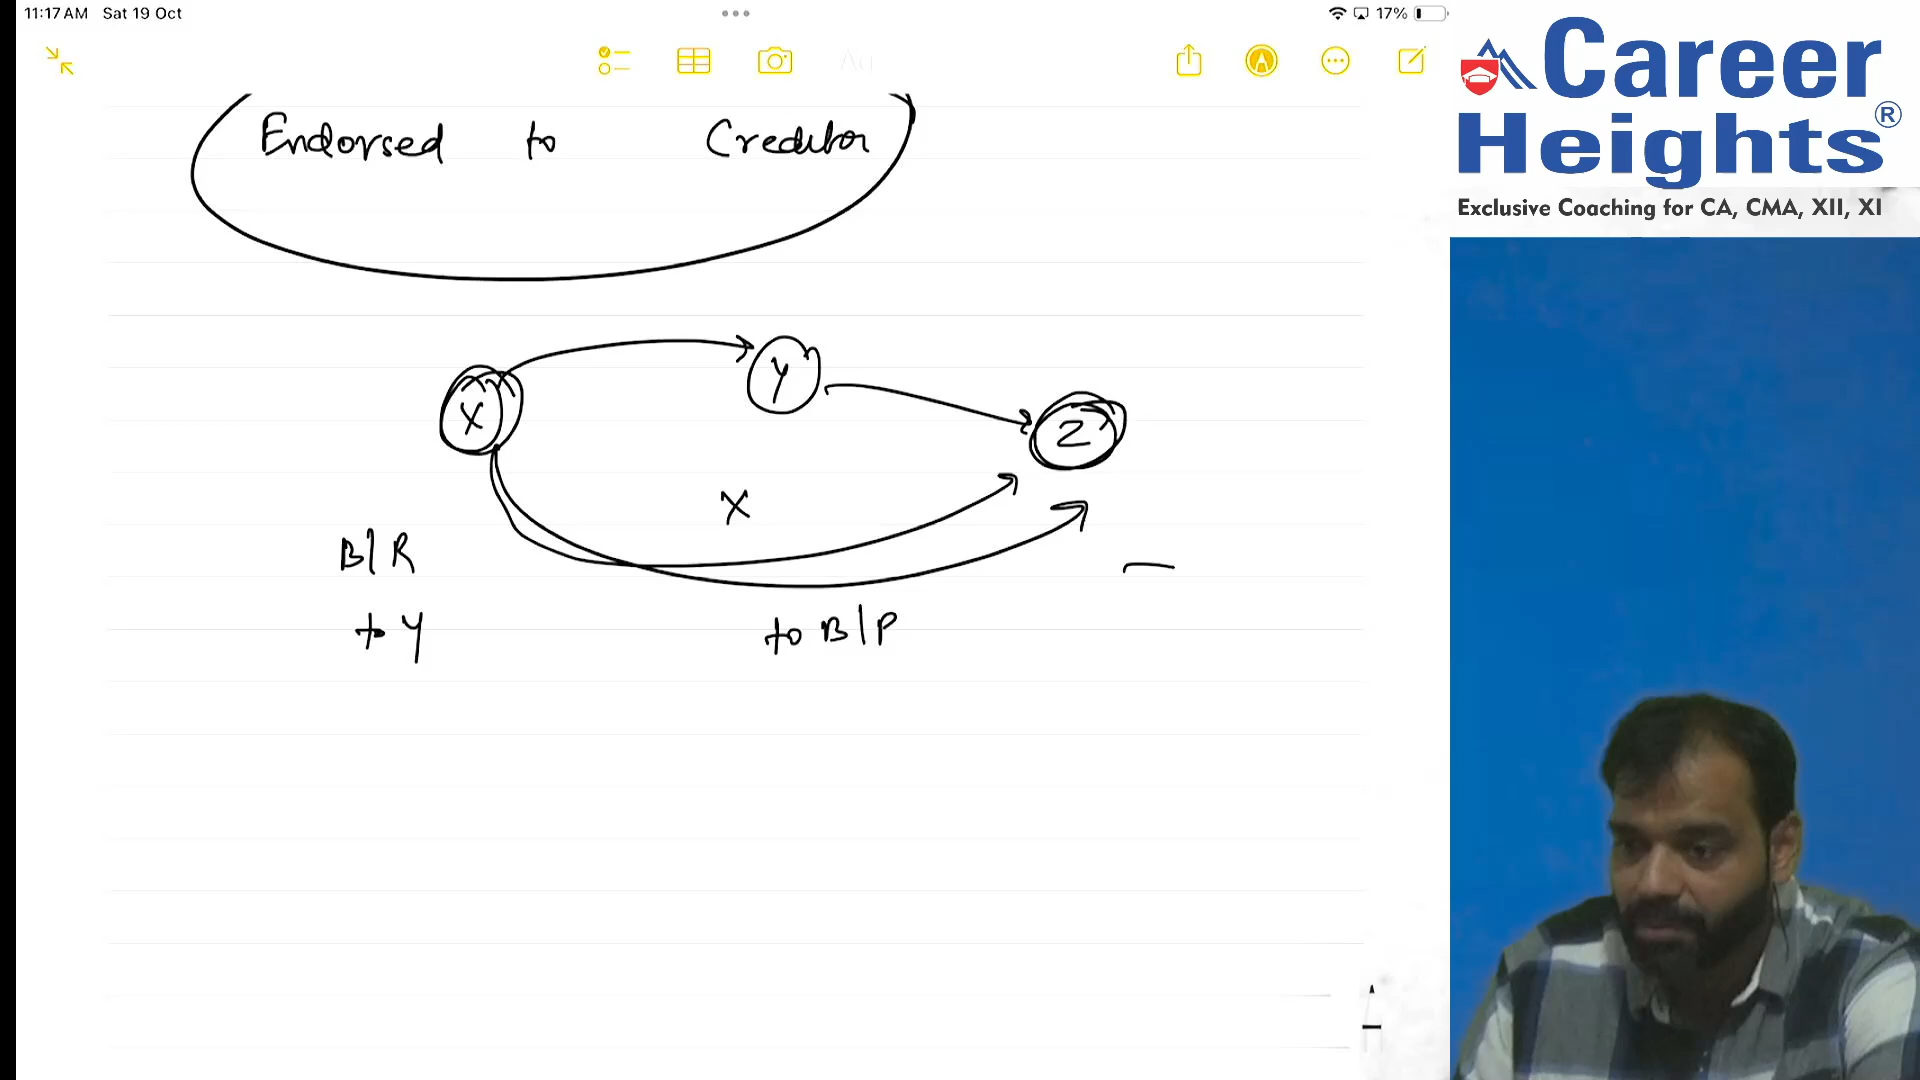 11:17 AM Sat 19 Oct
17%
Career
Heights®
Exclusive Coaching for CA, CMA, XII, XI
Endorsed to Creditor
X Y Z
X
B/R
to Y to B/P